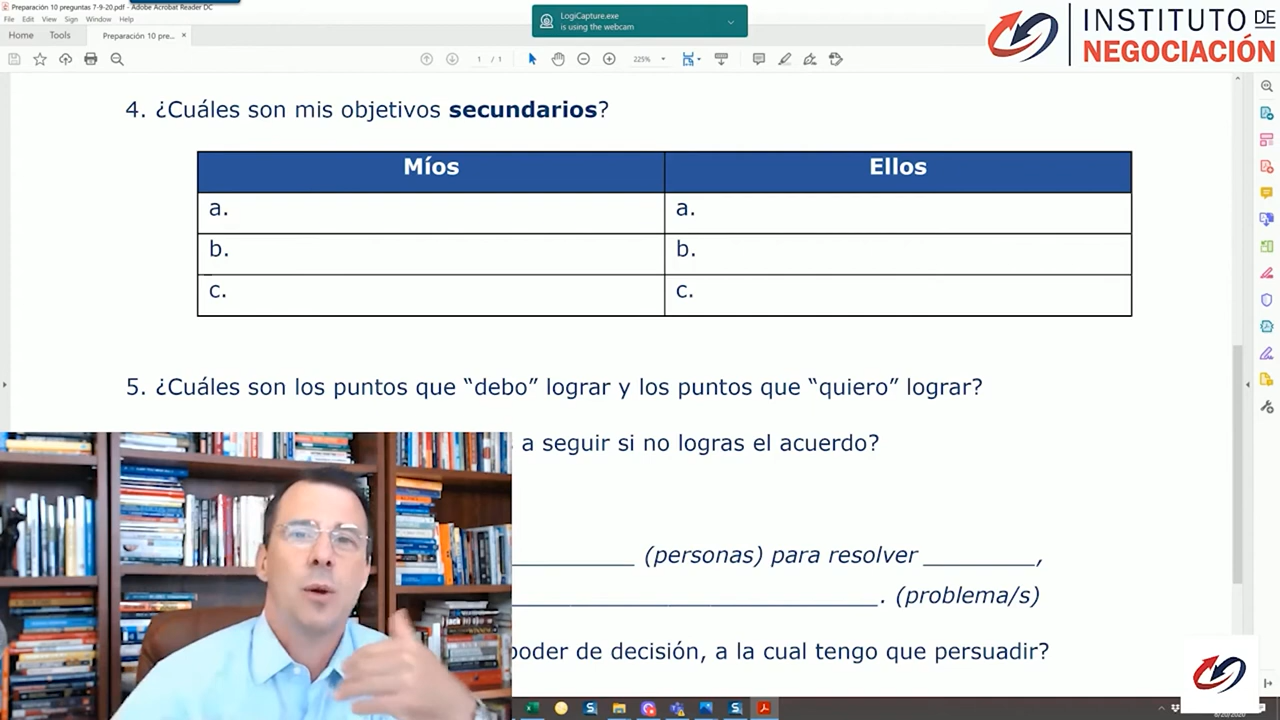 Preparación 10 preguntas 7-9-20.pdf - Adobe Acrobat Reader DC
File Edit View Sign Window Help
Home Tools Preparación 10 pre... ×
LogiCapture.exe
is using the webcam
INSTITUTO DE
NEGOCIACIÓN
1 / 1
225%
4. ¿Cuáles son mis objetivos secundarios?
Míos Ellos
a. a.
b. b.
c. c.
5. ¿Cuáles son los puntos que “debo” lograr y los puntos que “quiero” lograr?
a seguir si no logras el acuerdo?
_________ (personas) para resolver _________,
_____________________________. (problema/s)
poder de decisión, a la cual tengo que persuadir?